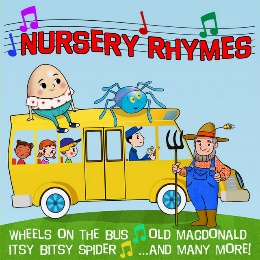 NURSERY RHYMES
WHEELS ON THE BUS OLD MACDONALD
ITSY BITSY SPIDER ...AND MANY MORE!